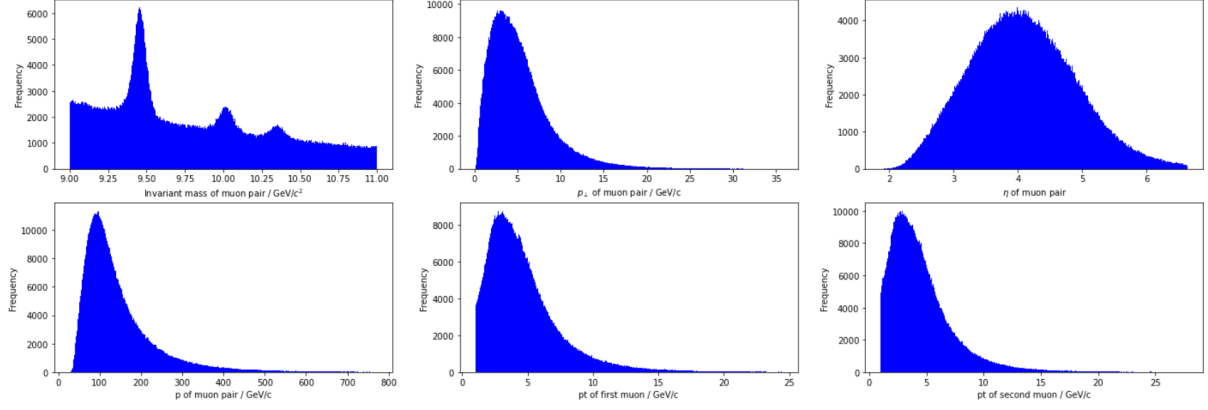 Frequency
6000
5000
4000
3000
2000
1000
0
9.00 9.25 9.50 9.75 10.00 10.25 10.50 10.75 11.00
Invariant mass of muon pair / GeV/c²
Frequency
10000
8000
6000
4000
2000
0
0 5 10 15 20 25 30 35
p⊥ of muon pair / GeV/c
Frequency
4000
3000
2000
1000
0
2 3 4 5 6
η of muon pair
Frequency
10000
8000
6000
4000
2000
0
0 100 200 300 400 500 600 700 800
p of muon pair / GeV/c
Frequency
8000
6000
4000
2000
0
0 5 10 15 20 25
pt of first muon / GeV/c
Frequency
10000
8000
6000
4000
2000
0
0 5 10 15 20 25
pt of second muon / GeV/c